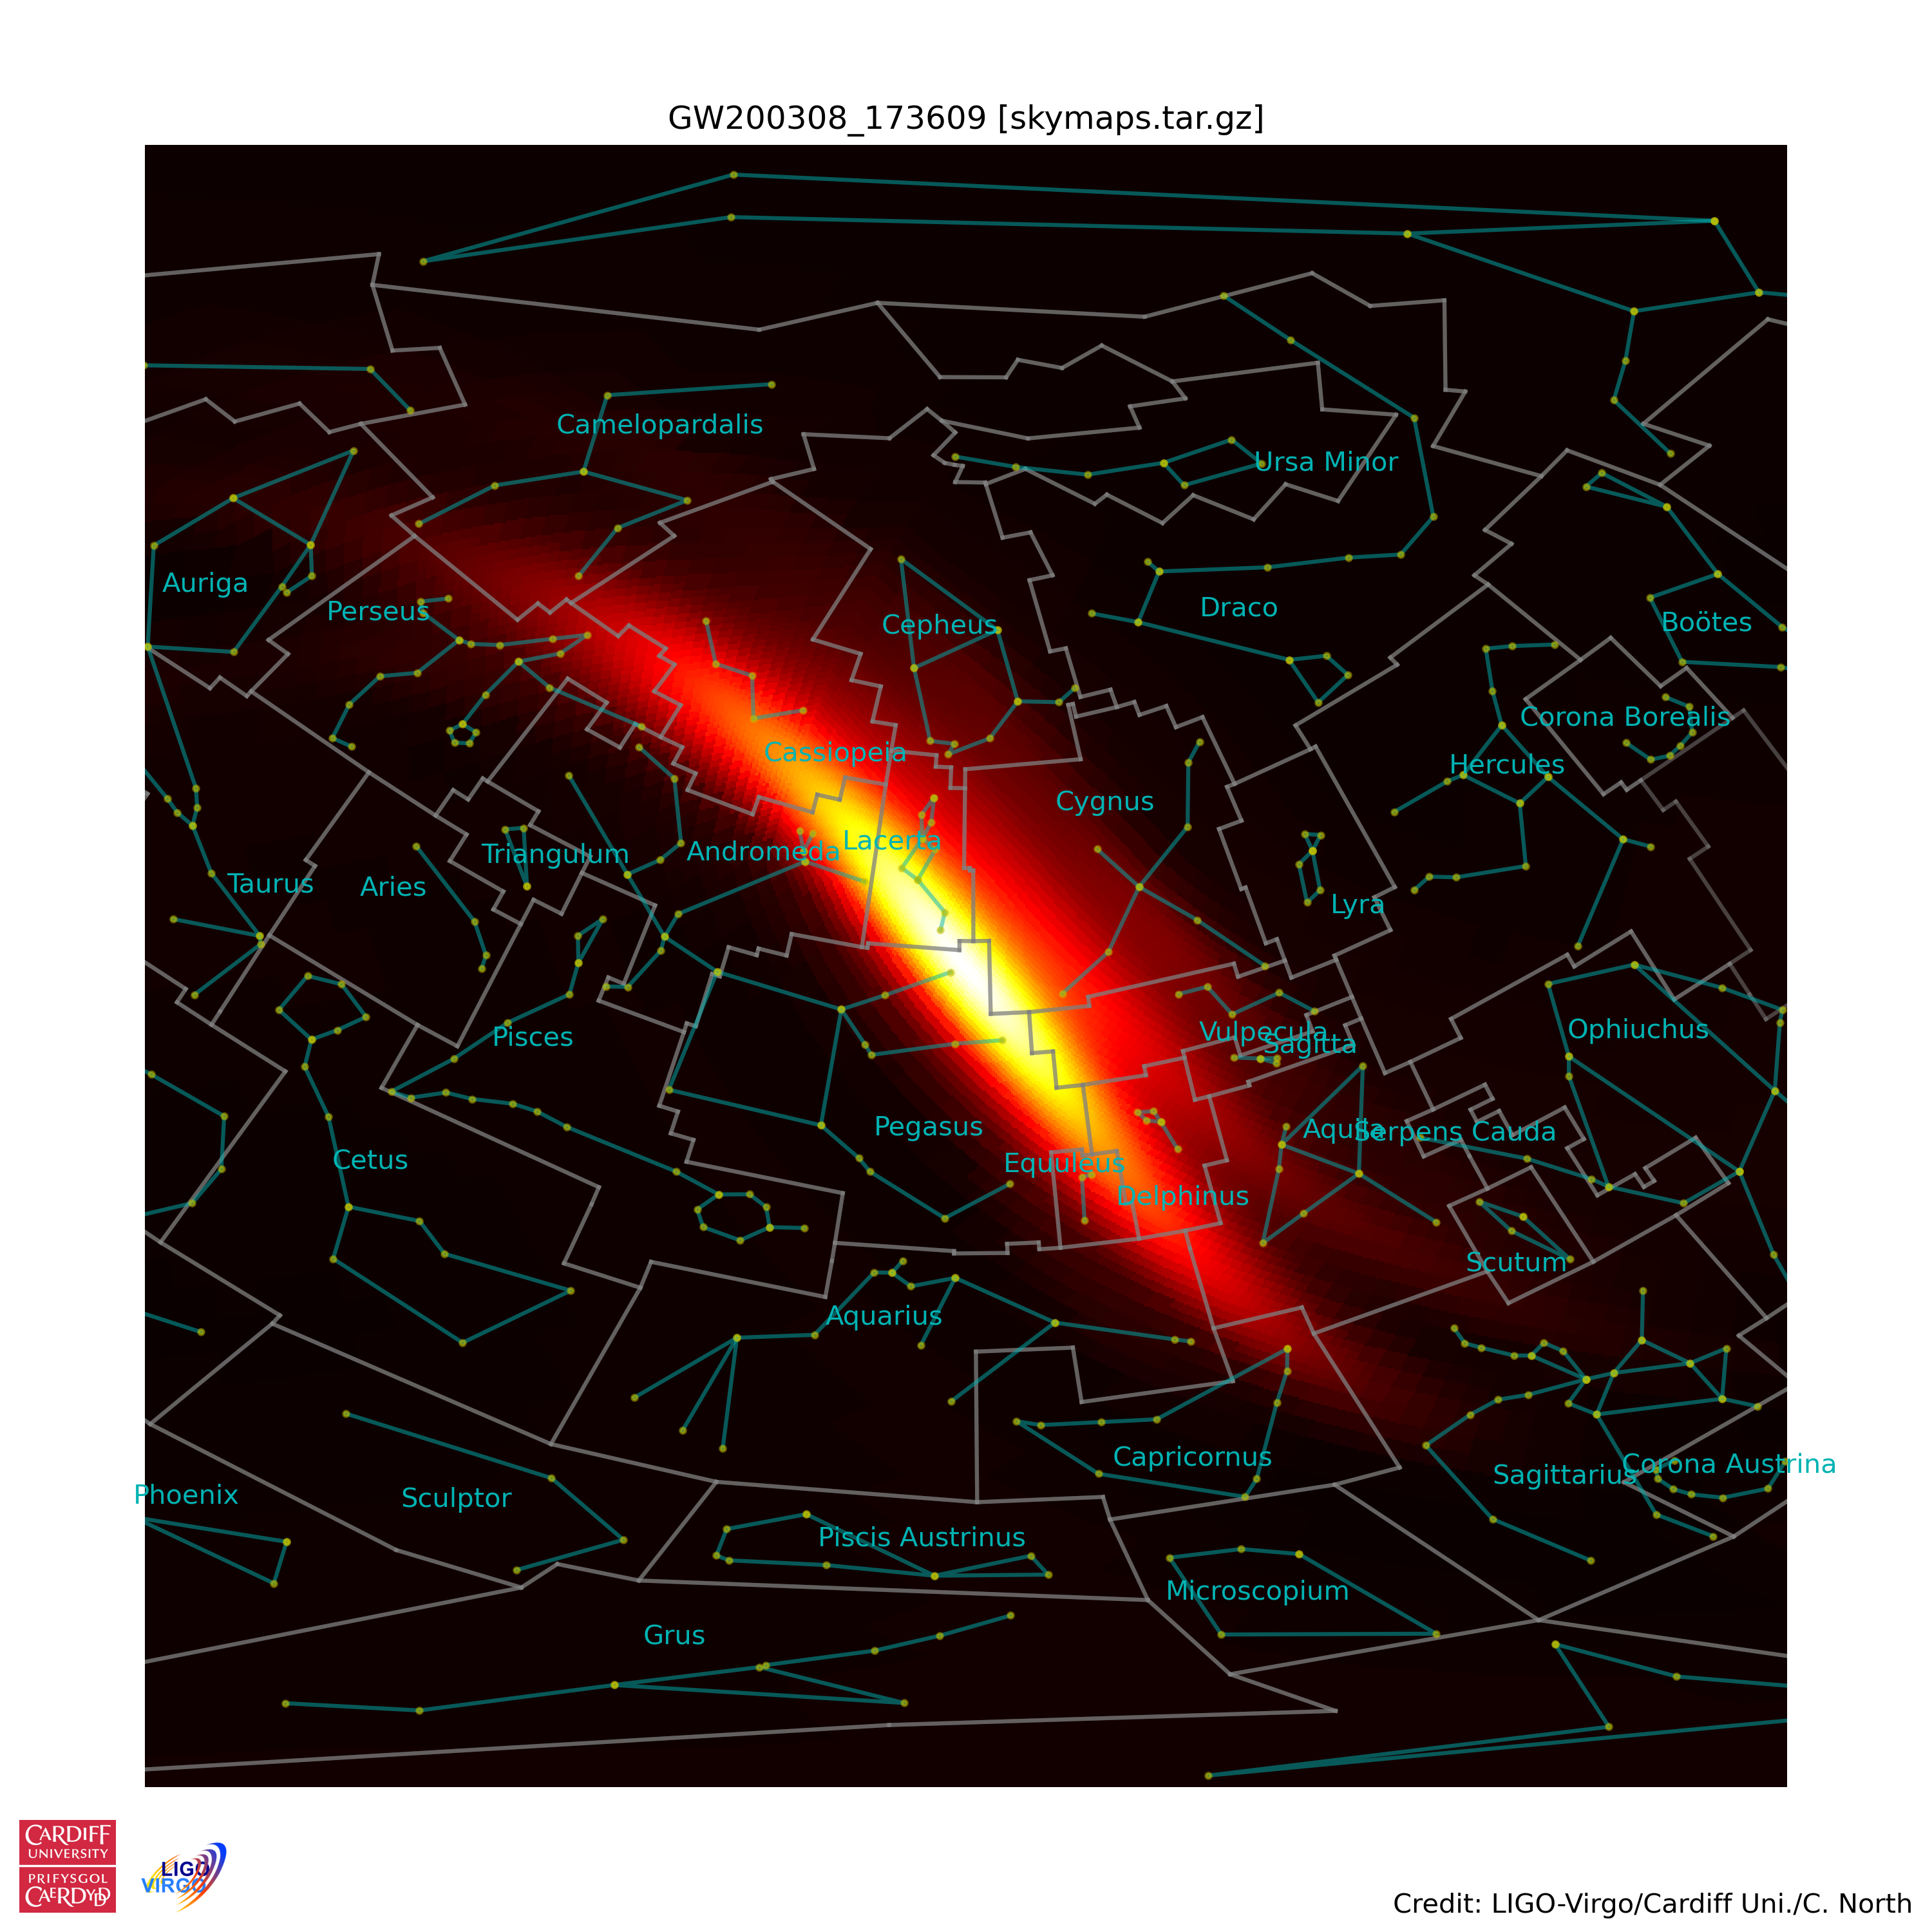 GW200308_173609 [skymaps.tar.gz]
Camelopardalis
Ursa Minor
Auriga
Perseus
Cepheus
Draco
Boötes
Corona Borealis
Cassiopeia
Hercules
Cygnus
Lacerta
Andromeda
Triangulum
Taurus
Aries
Lyra
Pisces
Vulpecula
Sagitta
Ophiuchus
Pegasus
Aquila
Serpens Cauda
Cetus
Equuleus
Delphinus
Scutum
Aquarius
Capricornus
Sagittarius
Corona Austrina
Phoenix
Sculptor
Piscis Austrinus
Microscopium
Grus
CARDIFF
UNIVERSITY
PRIFYSGOL
CAERDYDD
LIGO
VIRGO
Credit: LIGO-Virgo/Cardiff Uni./C. North